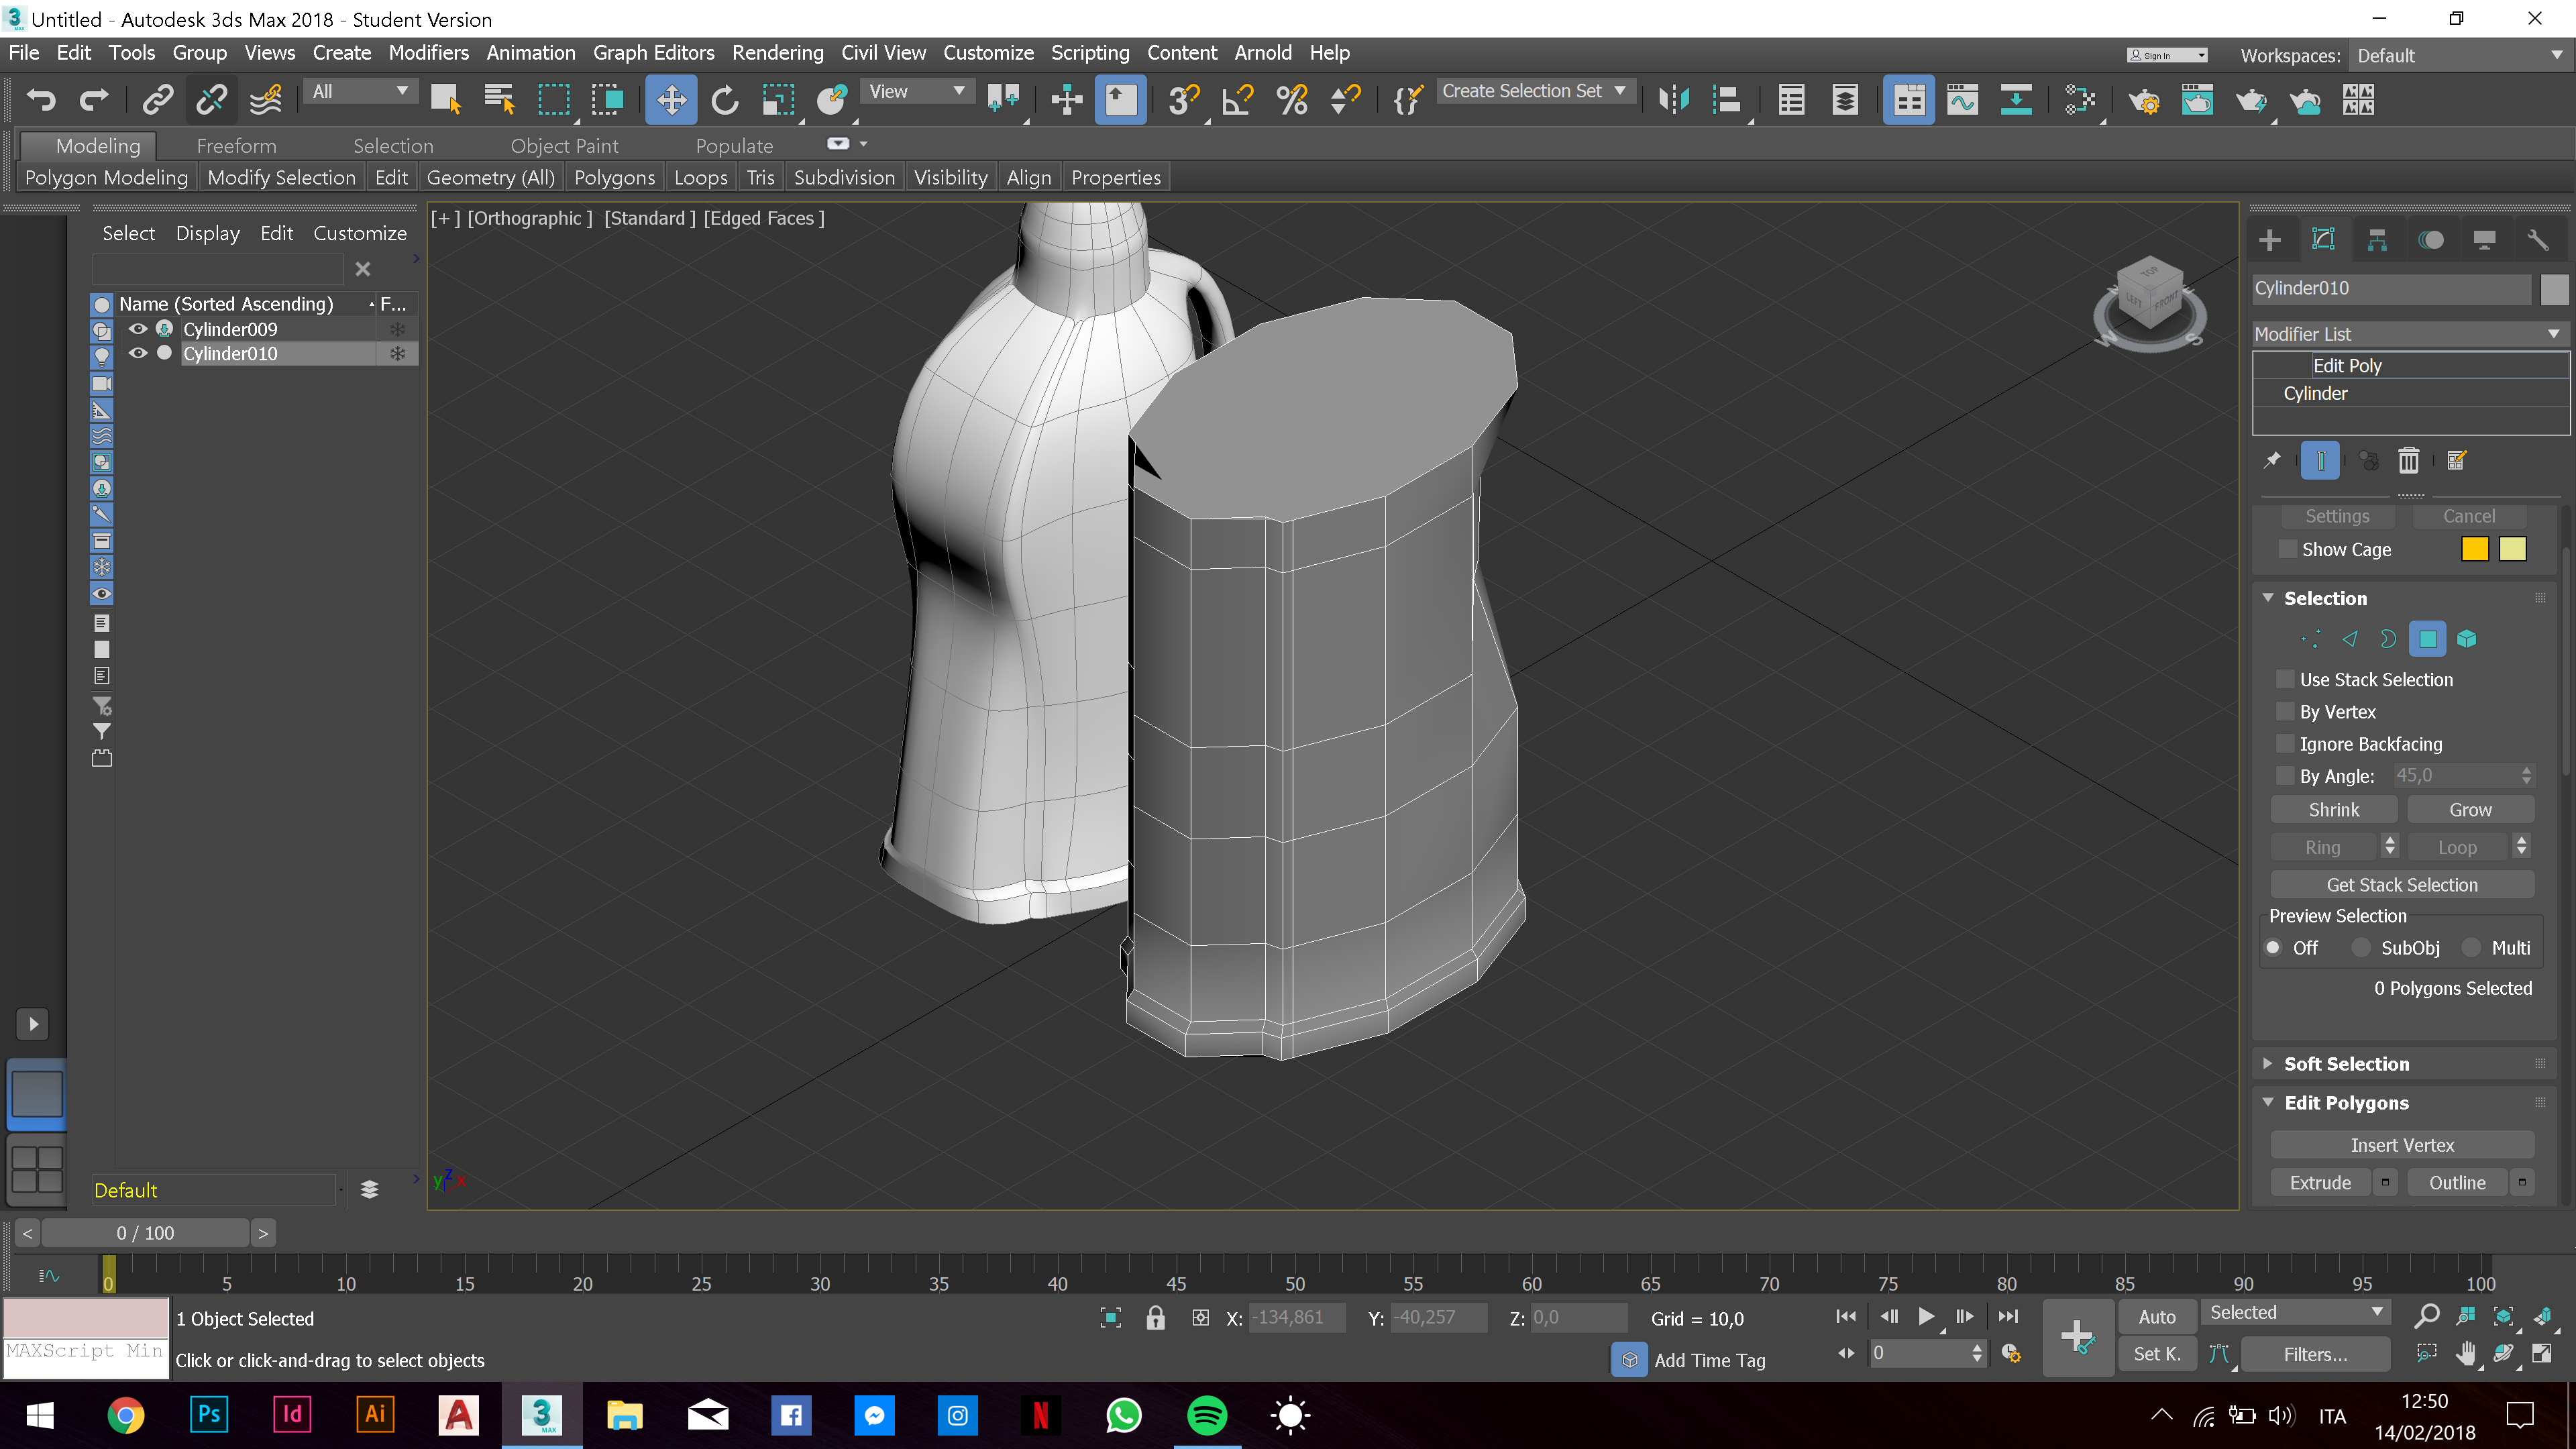 Untitled - Autodesk 3ds Max 2018 - Student Version
File Edit Tools Group Views Create Modifiers Animation Graph Editors Rendering Civil View Customize Scripting Content Arnold Help
Sign In
Workspaces: Default
All
View
Create Selection Set
Modeling Freeform Selection Object Paint Populate
Polygon Modeling Modify Selection Edit Geometry (All) Polygons Loops Tris Subdivision Visibility Align Properties
Select Display Edit Customize
Name (Sorted Ascending) F...
Cylinder009
Cylinder010
Default
[+] [Orthographic ] [Standard ] [Edged Faces ]
TOP
LEFT FRONT
W S
y z x
Cylinder010
Modifier List
Edit Poly
Cylinder
Settings Cancel
Show Cage
Selection
Use Stack Selection
By Vertex
Ignore Backfacing
By Angle: 45,0
Shrink Grow
Ring Loop
Get Stack Selection
Preview Selection
Off SubObj Multi
0 Polygons Selected
Soft Selection
Edit Polygons
Insert Vertex
Extrude Outline
< 0 / 100 >
0 5 10 15 20 25 30 35 40 45 50 55 60 65 70 75 80 85 90 95 100
1 Object Selected
X: -134,861 Y: -40,257 Z: 0,0 Grid = 10,0
Auto Selected
MAXScript Min
Click or click-and-drag to select objects
Add Time Tag
0
Set K. Filters...
Ps Id Ai A 3 MAX f N
ITA
12:50
14/02/2018